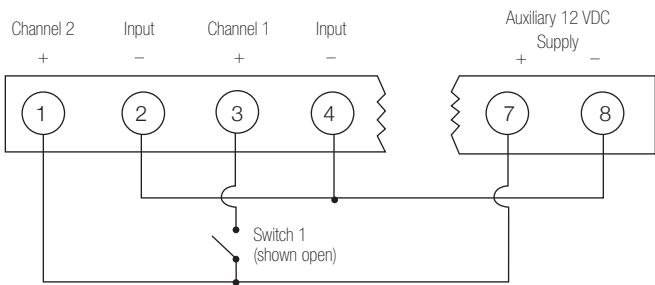 Channel 2 Input Channel 1 Input Auxiliary 12 VDC
Supply
+ – + – + –
1 2 3 4 7 8
Switch 1
(shown open)